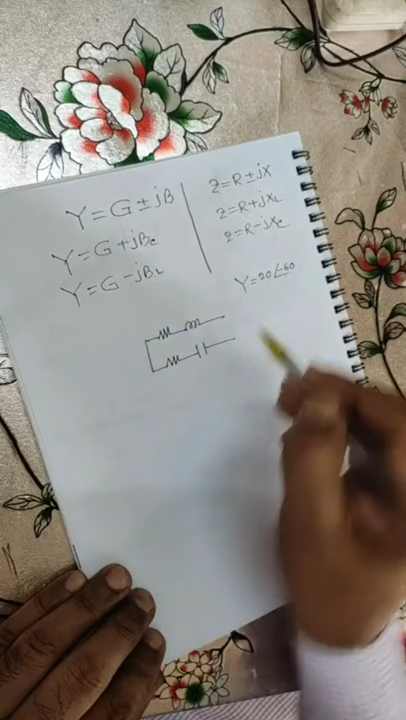 Y = G ± jB
Y = G + jBc
Y = G - jBL
Z = R ± jX
Z = R + jXL
Z = R - jXc
Y = 20∠60